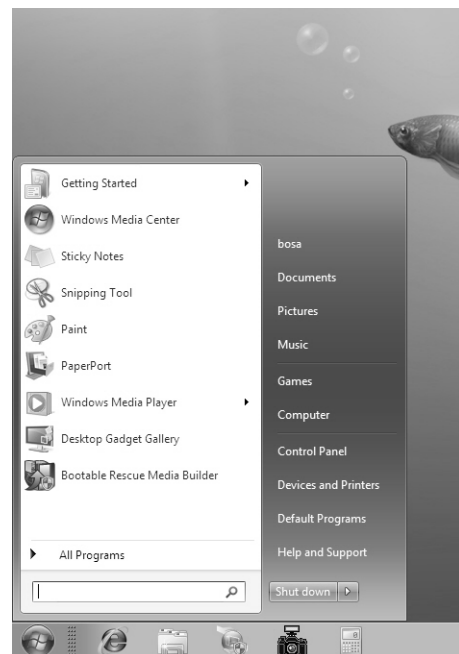 Getting Started
Windows Media Center
Sticky Notes
Snipping Tool
Paint
PaperPort
Windows Media Player
Desktop Gadget Gallery
Bootable Rescue Media Builder
All Programs
bosa
Documents
Pictures
Music
Games
Computer
Control Panel
Devices and Printers
Default Programs
Help and Support
Shut down